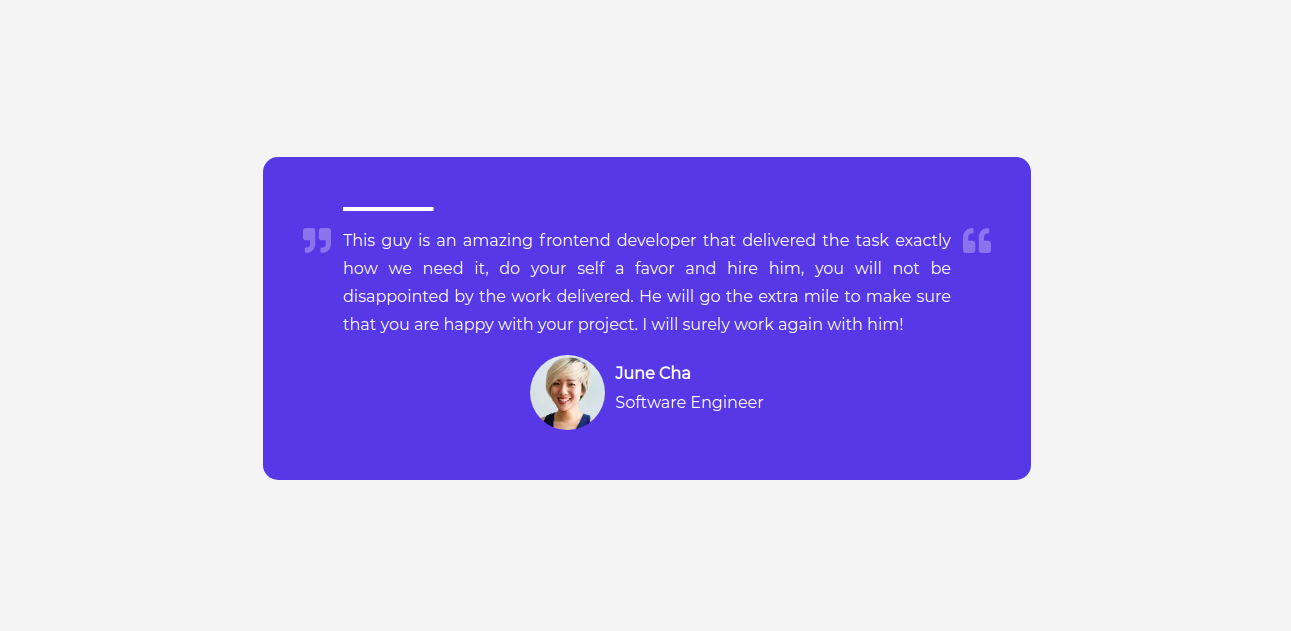 This guy is an amazing frontend developer that delivered the task exactly
how we need it, do your self a favor and hire him, you will not be
disappointed by the work delivered. He will go the extra mile to make sure
that you are happy with your project. I will surely work again with him!
June Cha
Software Engineer